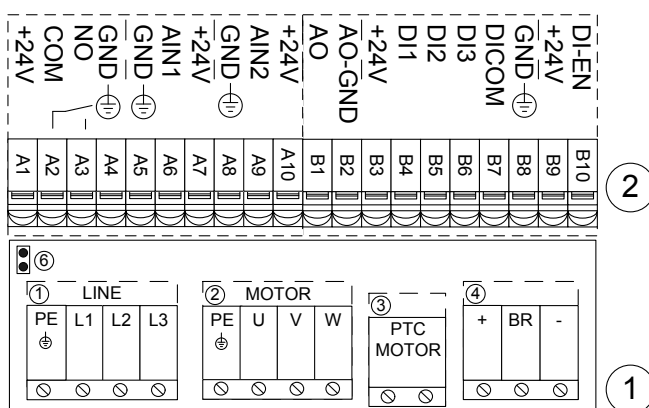 +24V COM NO GND GND AIN1 +24V GND AIN2 +24V AO AO-GND +24V DI1 DI2 DI3 DICOM GND +24V DI-EN
A1 A2 A3 A4 A5 A6 A7 A8 A9 A10 B1 B2 B3 B4 B5 B6 B7 B8 B9 B10
2
6
1 LINE 2 MOTOR 3 4
PE L1 L2 L3 PE U V W PTC + BR -
MOTOR
1